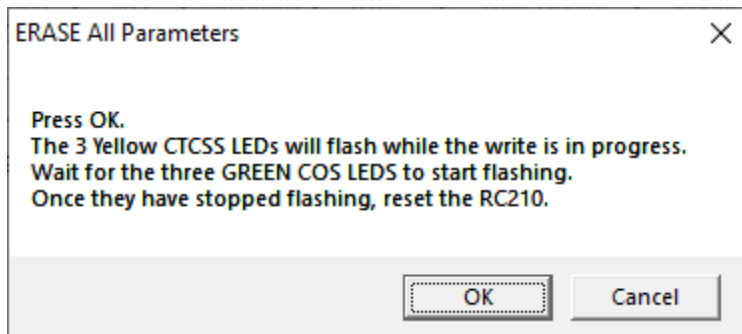 ERASE All Parameters
Press OK.
The 3 Yellow CTCSS LEDs will flash while the write is in progress.
Wait for the three GREEN COS LEDS to start flashing.
Once they have stopped flashing, reset the RC210.
OK
Cancel